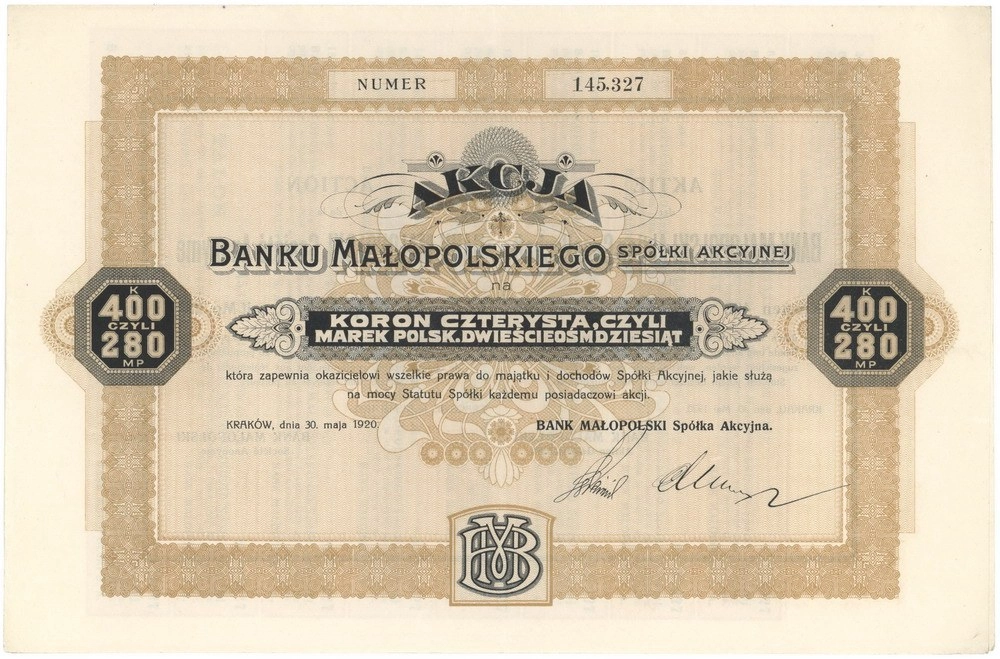 NUMER 145,327
AKCJA
BANKU MAŁOPOLSKIEGO SPÓŁKI AKCYJNEJ
na
KORON CZTERYSTA, CZYLI
MAREK POLSK. DWIEŚCIEOŚMDZIESIĄT
K
400
CZYLI
280
MP
K
400
CZYLI
280
MP
która zapewnia okazicielowi wszelkie prawa do majątku i dochodów Spółki Akcyjnej, jakie służą
na mocy Statutu Spółki każdemu posiadaczowi akcji.
KRAKÓW, dnia 30. maja 1920.
BANK MAŁOPOLSKI Spółka Akcyjna.